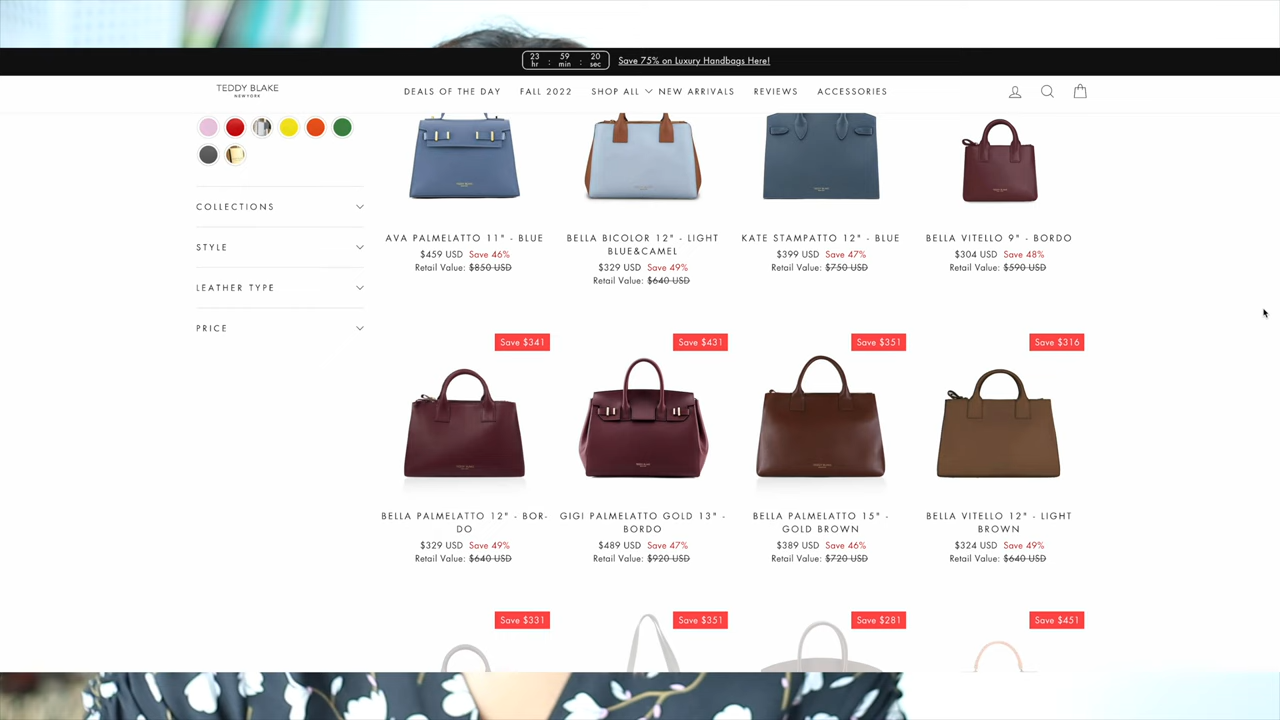 23 59 20
hr : min : sec
Save 75% on Luxury Handbags Here!
TEDDY BLAKE
NEW YORK
DEALS OF THE DAY FALL 2022 SHOP ALL NEW ARRIVALS REVIEWS ACCESSORIES
COLLECTIONS
STYLE
LEATHER TYPE
PRICE
AVA PALMELATTO 11" - BLUE
$459 USD Save 46%
Retail Value: $850 USD
BELLA BICOLOR 12" - LIGHT
BLUE&CAMEL
$329 USD Save 49%
Retail Value: $640 USD
KATE STAMPATTO 12" - BLUE
$399 USD Save 47%
Retail Value: $750 USD
BELLA VITELLO 9" - BORDO
$304 USD Save 48%
Retail Value: $590 USD
Save $341
BELLA PALMELATTO 12" - BOR-
DO
$329 USD Save 49%
Retail Value: $640 USD
Save $431
GIGI PALMELATTO GOLD 13" -
BORDO
$489 USD Save 47%
Retail Value: $920 USD
Save $351
BELLA PALMELATTO 15" -
GOLD BROWN
$389 USD Save 46%
Retail Value: $720 USD
Save $316
BELLA VITELLO 12" - LIGHT
BROWN
$324 USD Save 49%
Retail Value: $640 USD
Save $331
Save $351
Save $281
Save $451